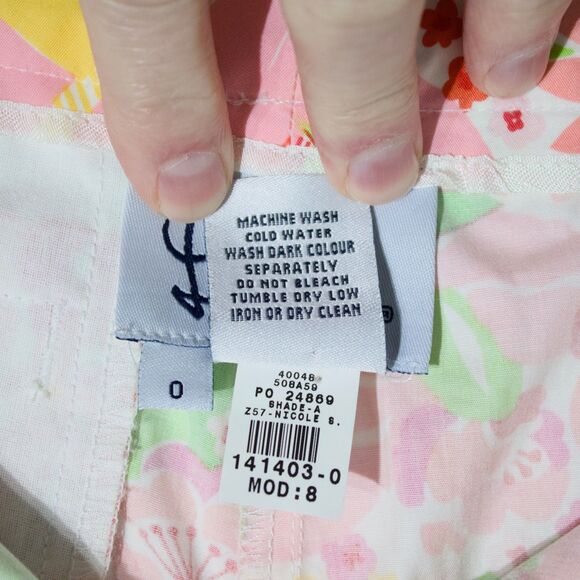 MACHINE WASH
COLD WATER
WASH DARK COLOUR
SEPARATELY
DO NOT BLEACH
TUMBLE DRY LOW
IRON OR DRY CLEAN
®
0
40048
508A59
PO 24869
SHADE-A
Z57-NICOLE S.
141403-0
MOD:8